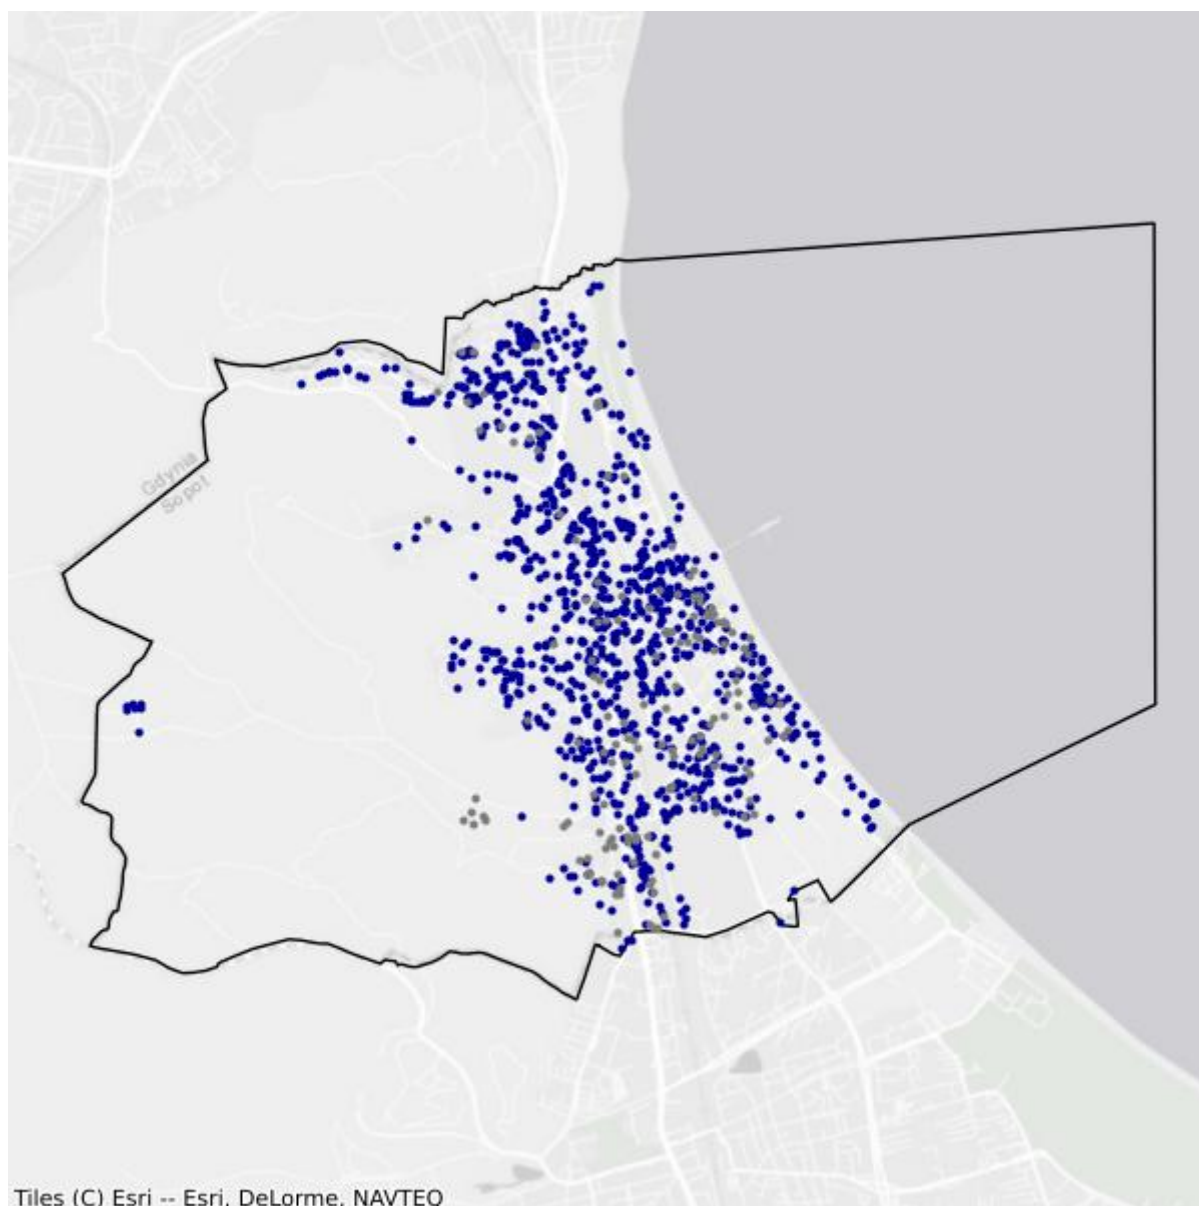 Gdynia
Sopot
Tiles (C) Esri -- Esri, DeLorme, NAVTEQ